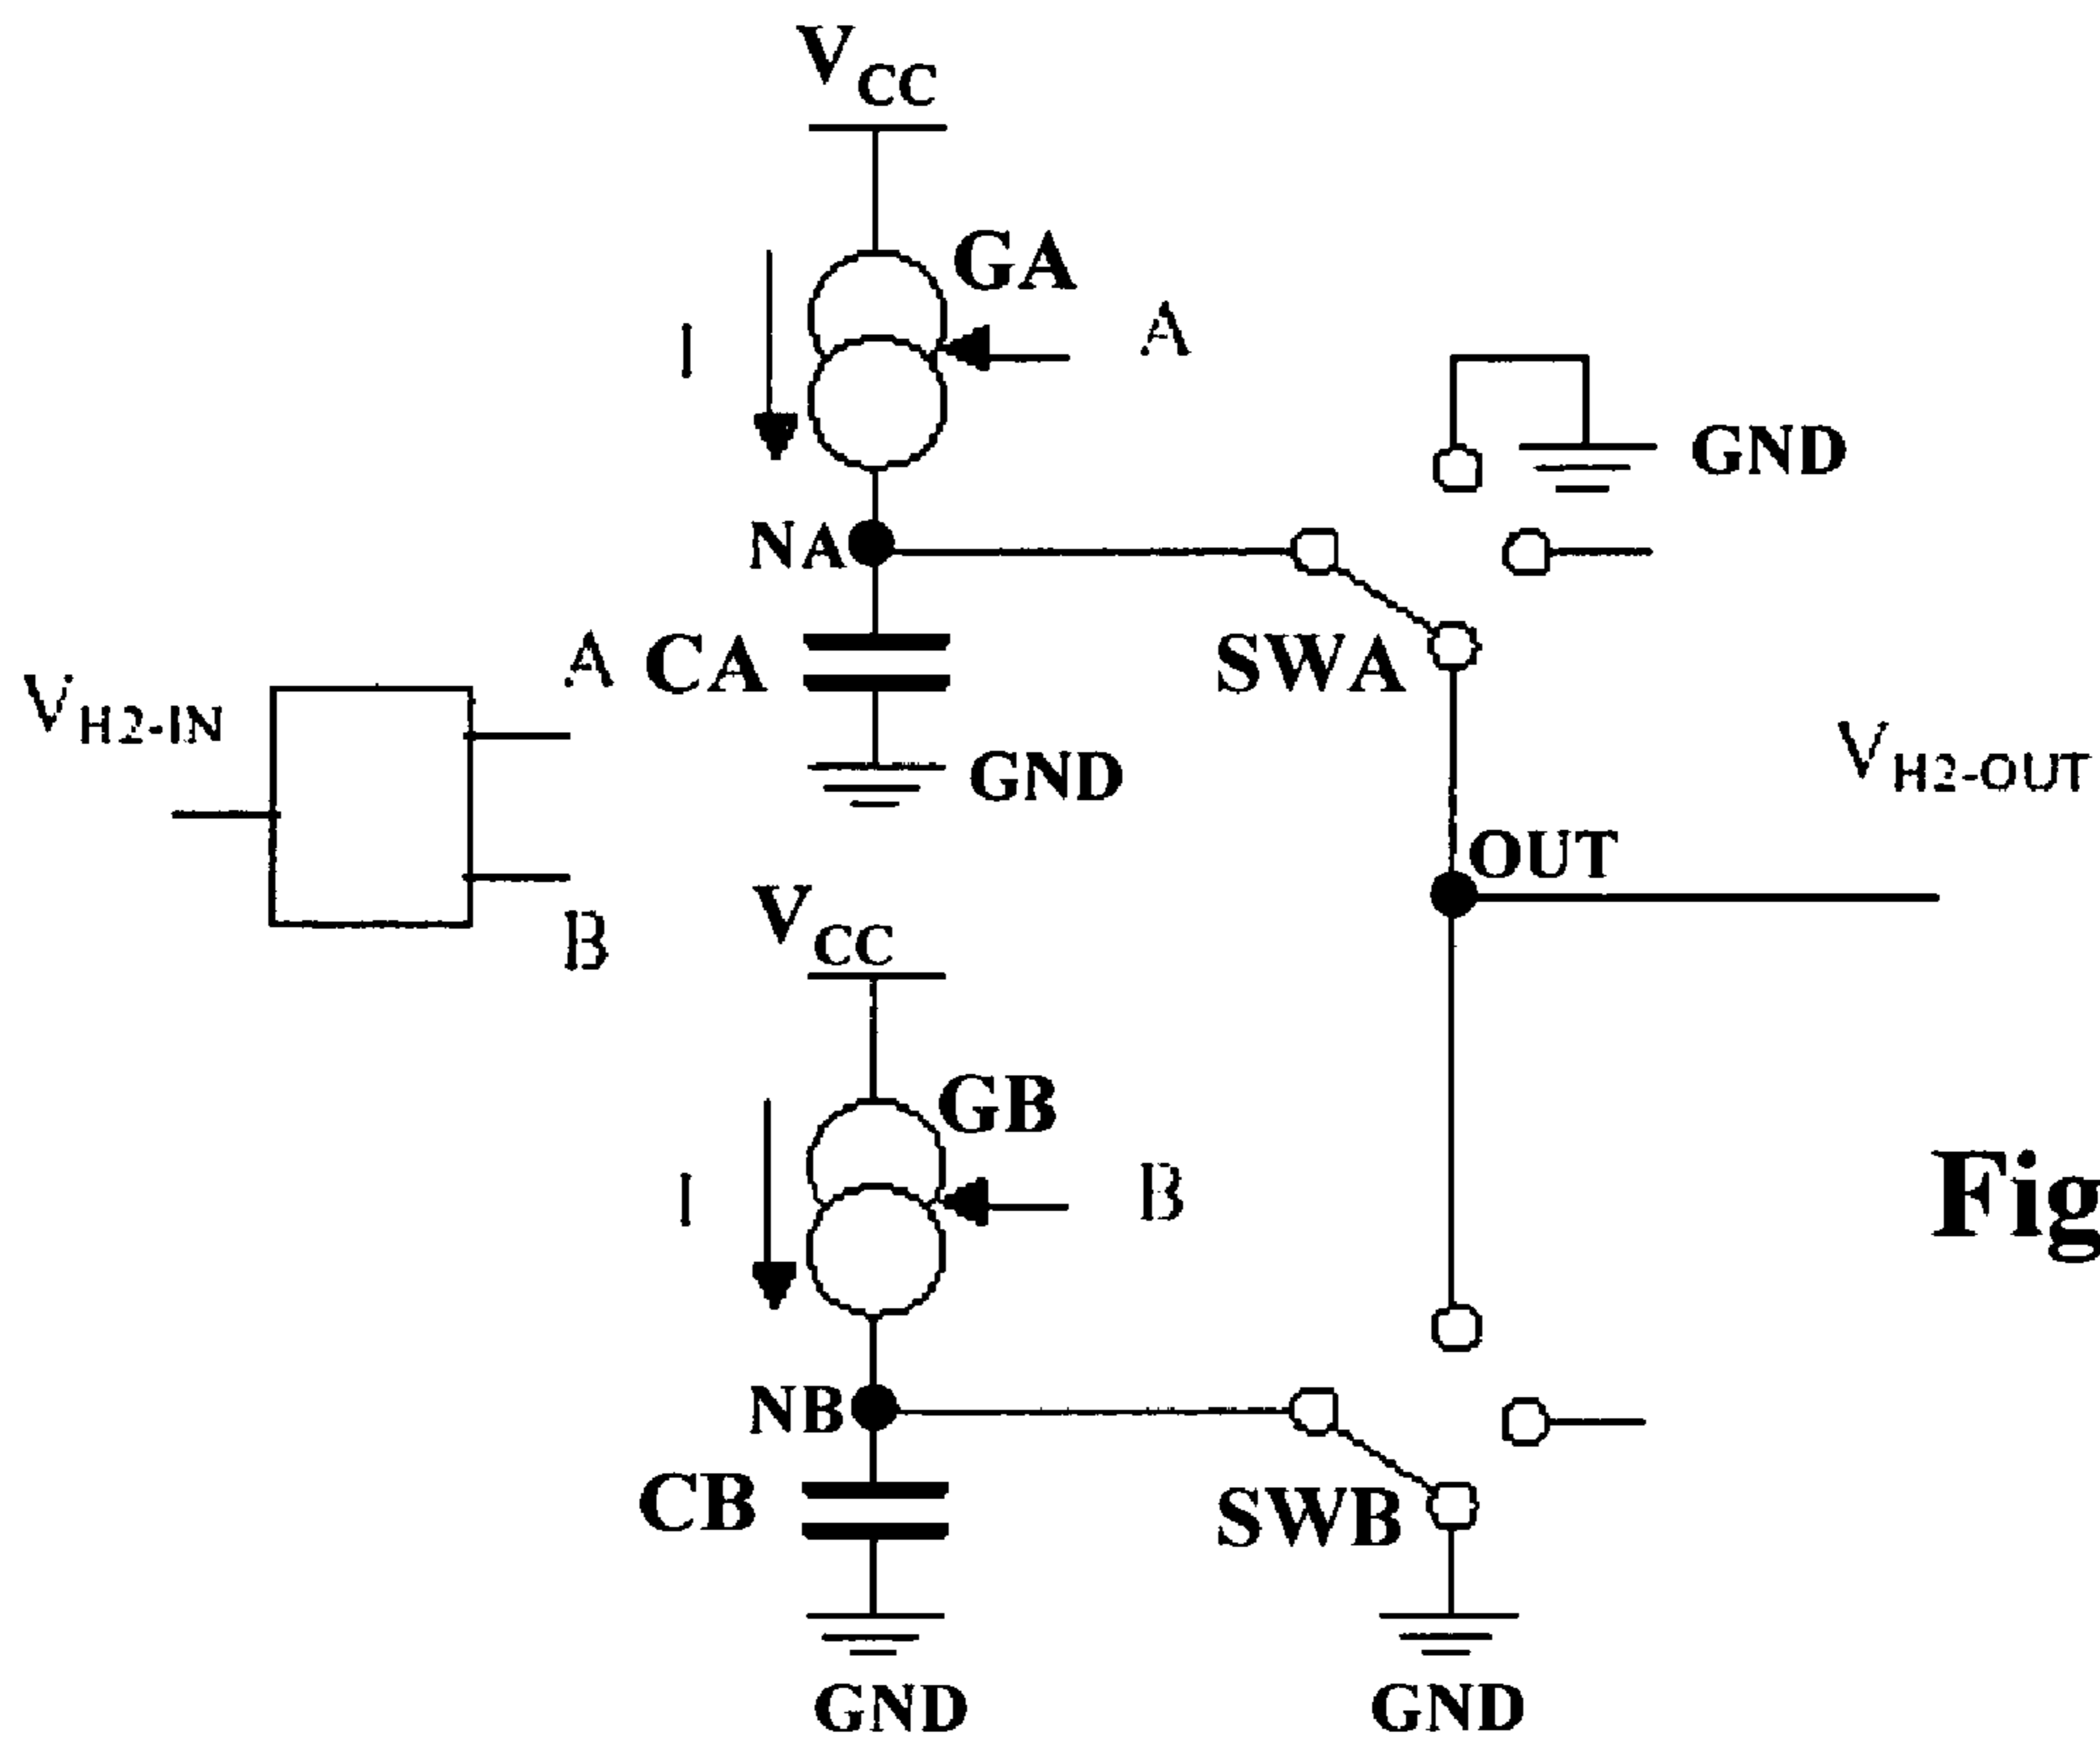 VCC
GA
I
A
GND
NA
A
CA
SWA
VH2-IN
GND
VH2-OUT
OUT
B
VCC
GB
I
B
Fig
NB
CB
SWB
GND
GND